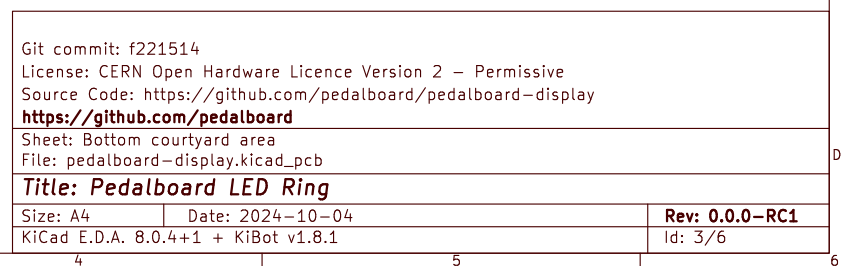 Git commit: f221514
License: CERN Open Hardware Licence Version 2 – Permissive
Source Code: https://github.com/pedalboard/pedalboard-display
https://github.com/pedalboard
Sheet: Bottom courtyard area
File: pedalboard-display.kicad_pcb
D
Title: Pedalboard LED Ring
Size: A4 Date: 2024-10-04 Rev: 0.0.0-RC1
KiCad E.D.A. 8.0.4+1 + KiBot v1.8.1 Id: 3/6
4 5 6